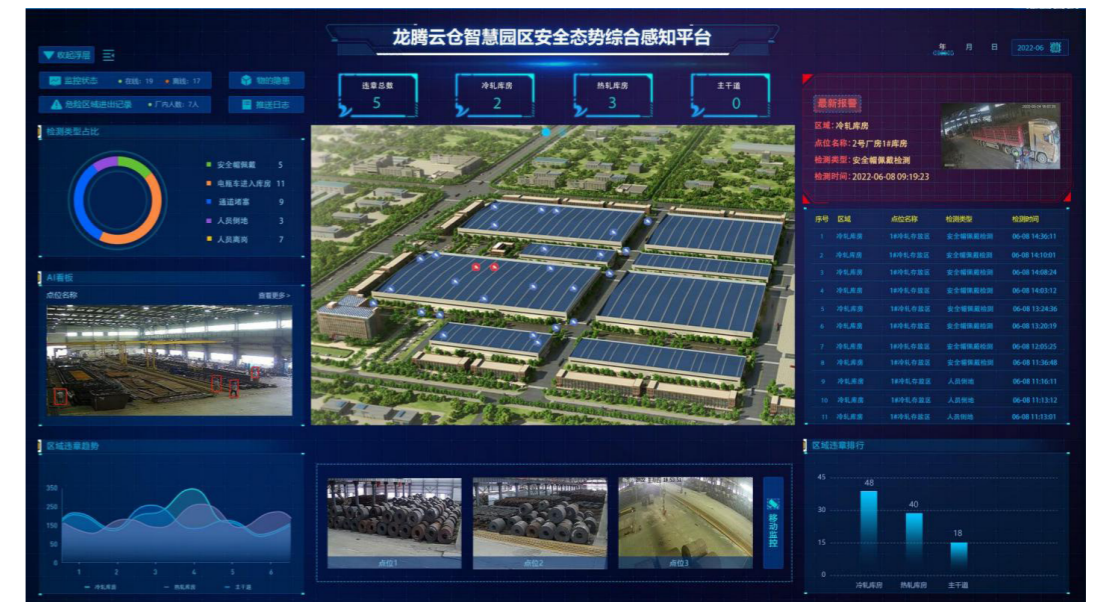 龙腾云仓智慧园区安全态势综合感知平台
收起浮层
年 月 日 2022-06
监控状态 在线: 19 离线: 17
物的隐患
危险区域进出记录 厂内人数: 7人
推送日志
违章总数 5
冷轧库房 2
热轧库房 3
主干道 0
检测类型占比
安全帽佩戴 5
电瓶车进入库房 11
通道堵塞 9
人员倒地 3
人员离岗 7
AI看板
点位名称 查看更多>
区域违章趋势
350
250
150
50
0
1 2 3 4 5 6
冷轧库房 热轧库房 主干道
点位1
点位2
点位3
移动监控
最新报警
区域: 冷轧库房
点位名称: 2号厂房1#库房
检测类型: 安全帽佩戴检测
检测时间: 2022-06-08 09:19:23
序号 区域 点位名称 检测类型 检测时间
1 冷轧库房 1#冷轧存放区 安全帽佩戴检测 06-08 14:36:11
2 冷轧库房 1#冷轧存放区 安全帽佩戴检测 06-08 14:10:01
3 冷轧库房 1#冷轧存放区 安全帽佩戴检测 06-08 14:08:24
4 冷轧库房 1#冷轧存放区 安全帽佩戴检测 06-08 14:03:12
5 冷轧库房 1#冷轧存放区 安全帽佩戴检测 06-08 13:24:36
6 冷轧库房 1#冷轧存放区 安全帽佩戴检测 06-08 13:20:19
7 冷轧库房 1#冷轧存放区 安全帽佩戴检测 06-08 12:05:25
8 冷轧库房 1#冷轧存放区 安全帽佩戴检测 06-08 11:36:48
9 冷轧库房 1#冷轧存放区 人员倒地 06-08 11:16:11
10 冷轧库房 1#冷轧存放区 人员倒地 06-08 11:13:12
11 冷轧库房 1#冷轧存放区 人员倒地 06-08 11:13:01
区域违章排行
45
30
15
0
48
40
18
冷轧库房 热轧库房 主干道